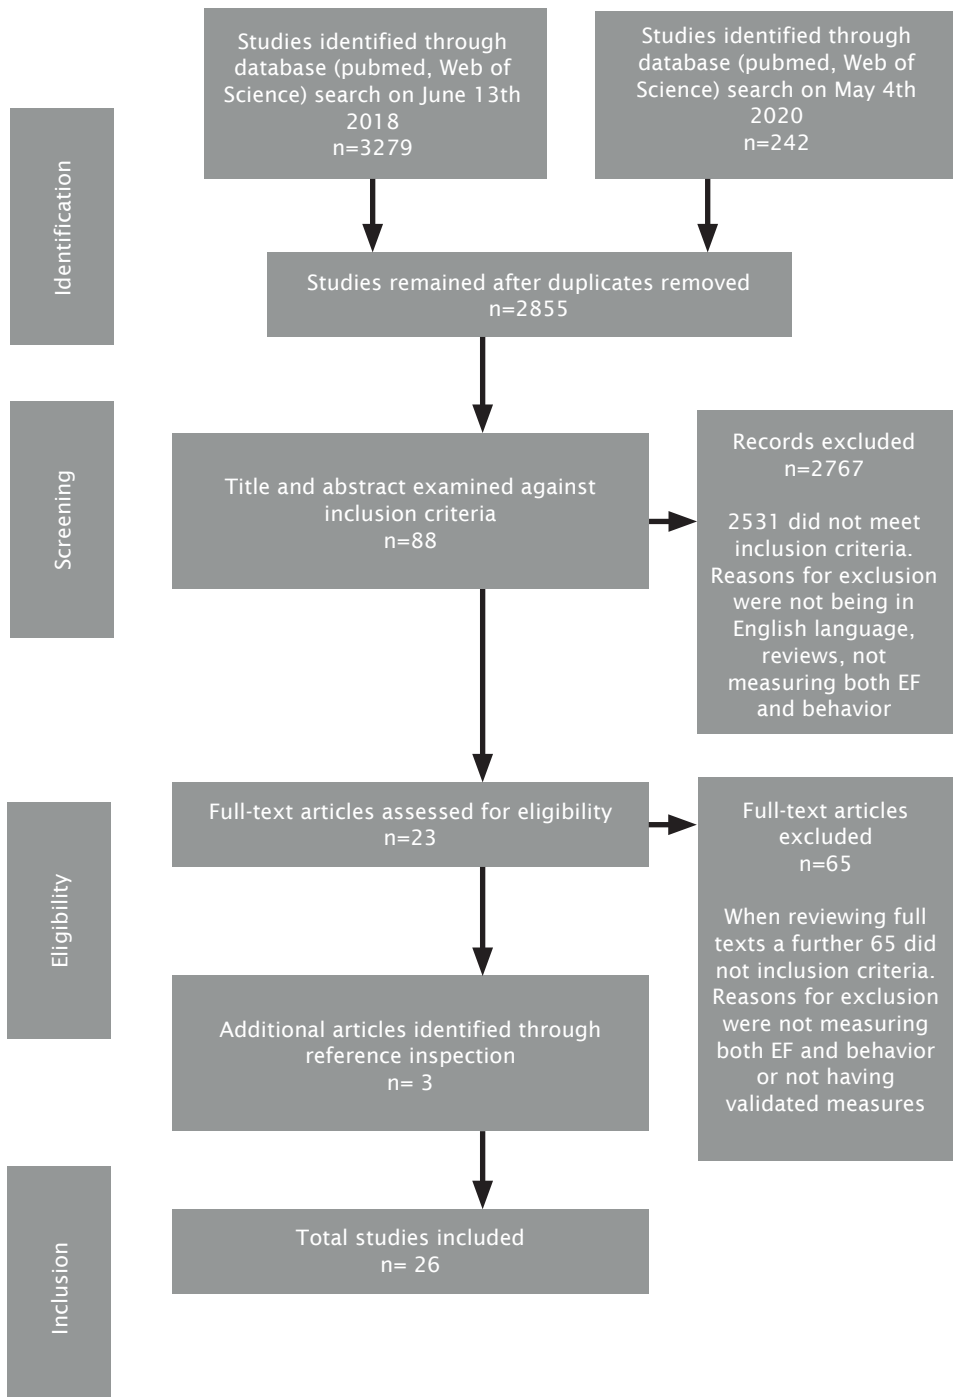 Studies identified through
database (pubmed, Web of
Science) search on June 13th
2018
n=3279
Studies identified through
database (pubmed, Web of
Science) search on May 4th
2020
n=242
Identification
Studies remained after duplicates removed
n=2855
Screening
Title and abstract examined against
inclusion criteria
n=88
Records excluded
n=2767
2531 did not meet
inclusion criteria.
Reasons for exclusion
were not being in
English language,
reviews, not
measuring both EF
and behavior
Eligibility
Full-text articles assessed for eligibility
n=23
Full-text articles
excluded
n=65
When reviewing full
texts a further 65 did
not inclusion criteria.
Reasons for exclusion
were not measuring
both EF and behavior
or not having
validated measures
Additional articles identified through
reference inspection
n= 3
Inclusion
Total studies included
n= 26